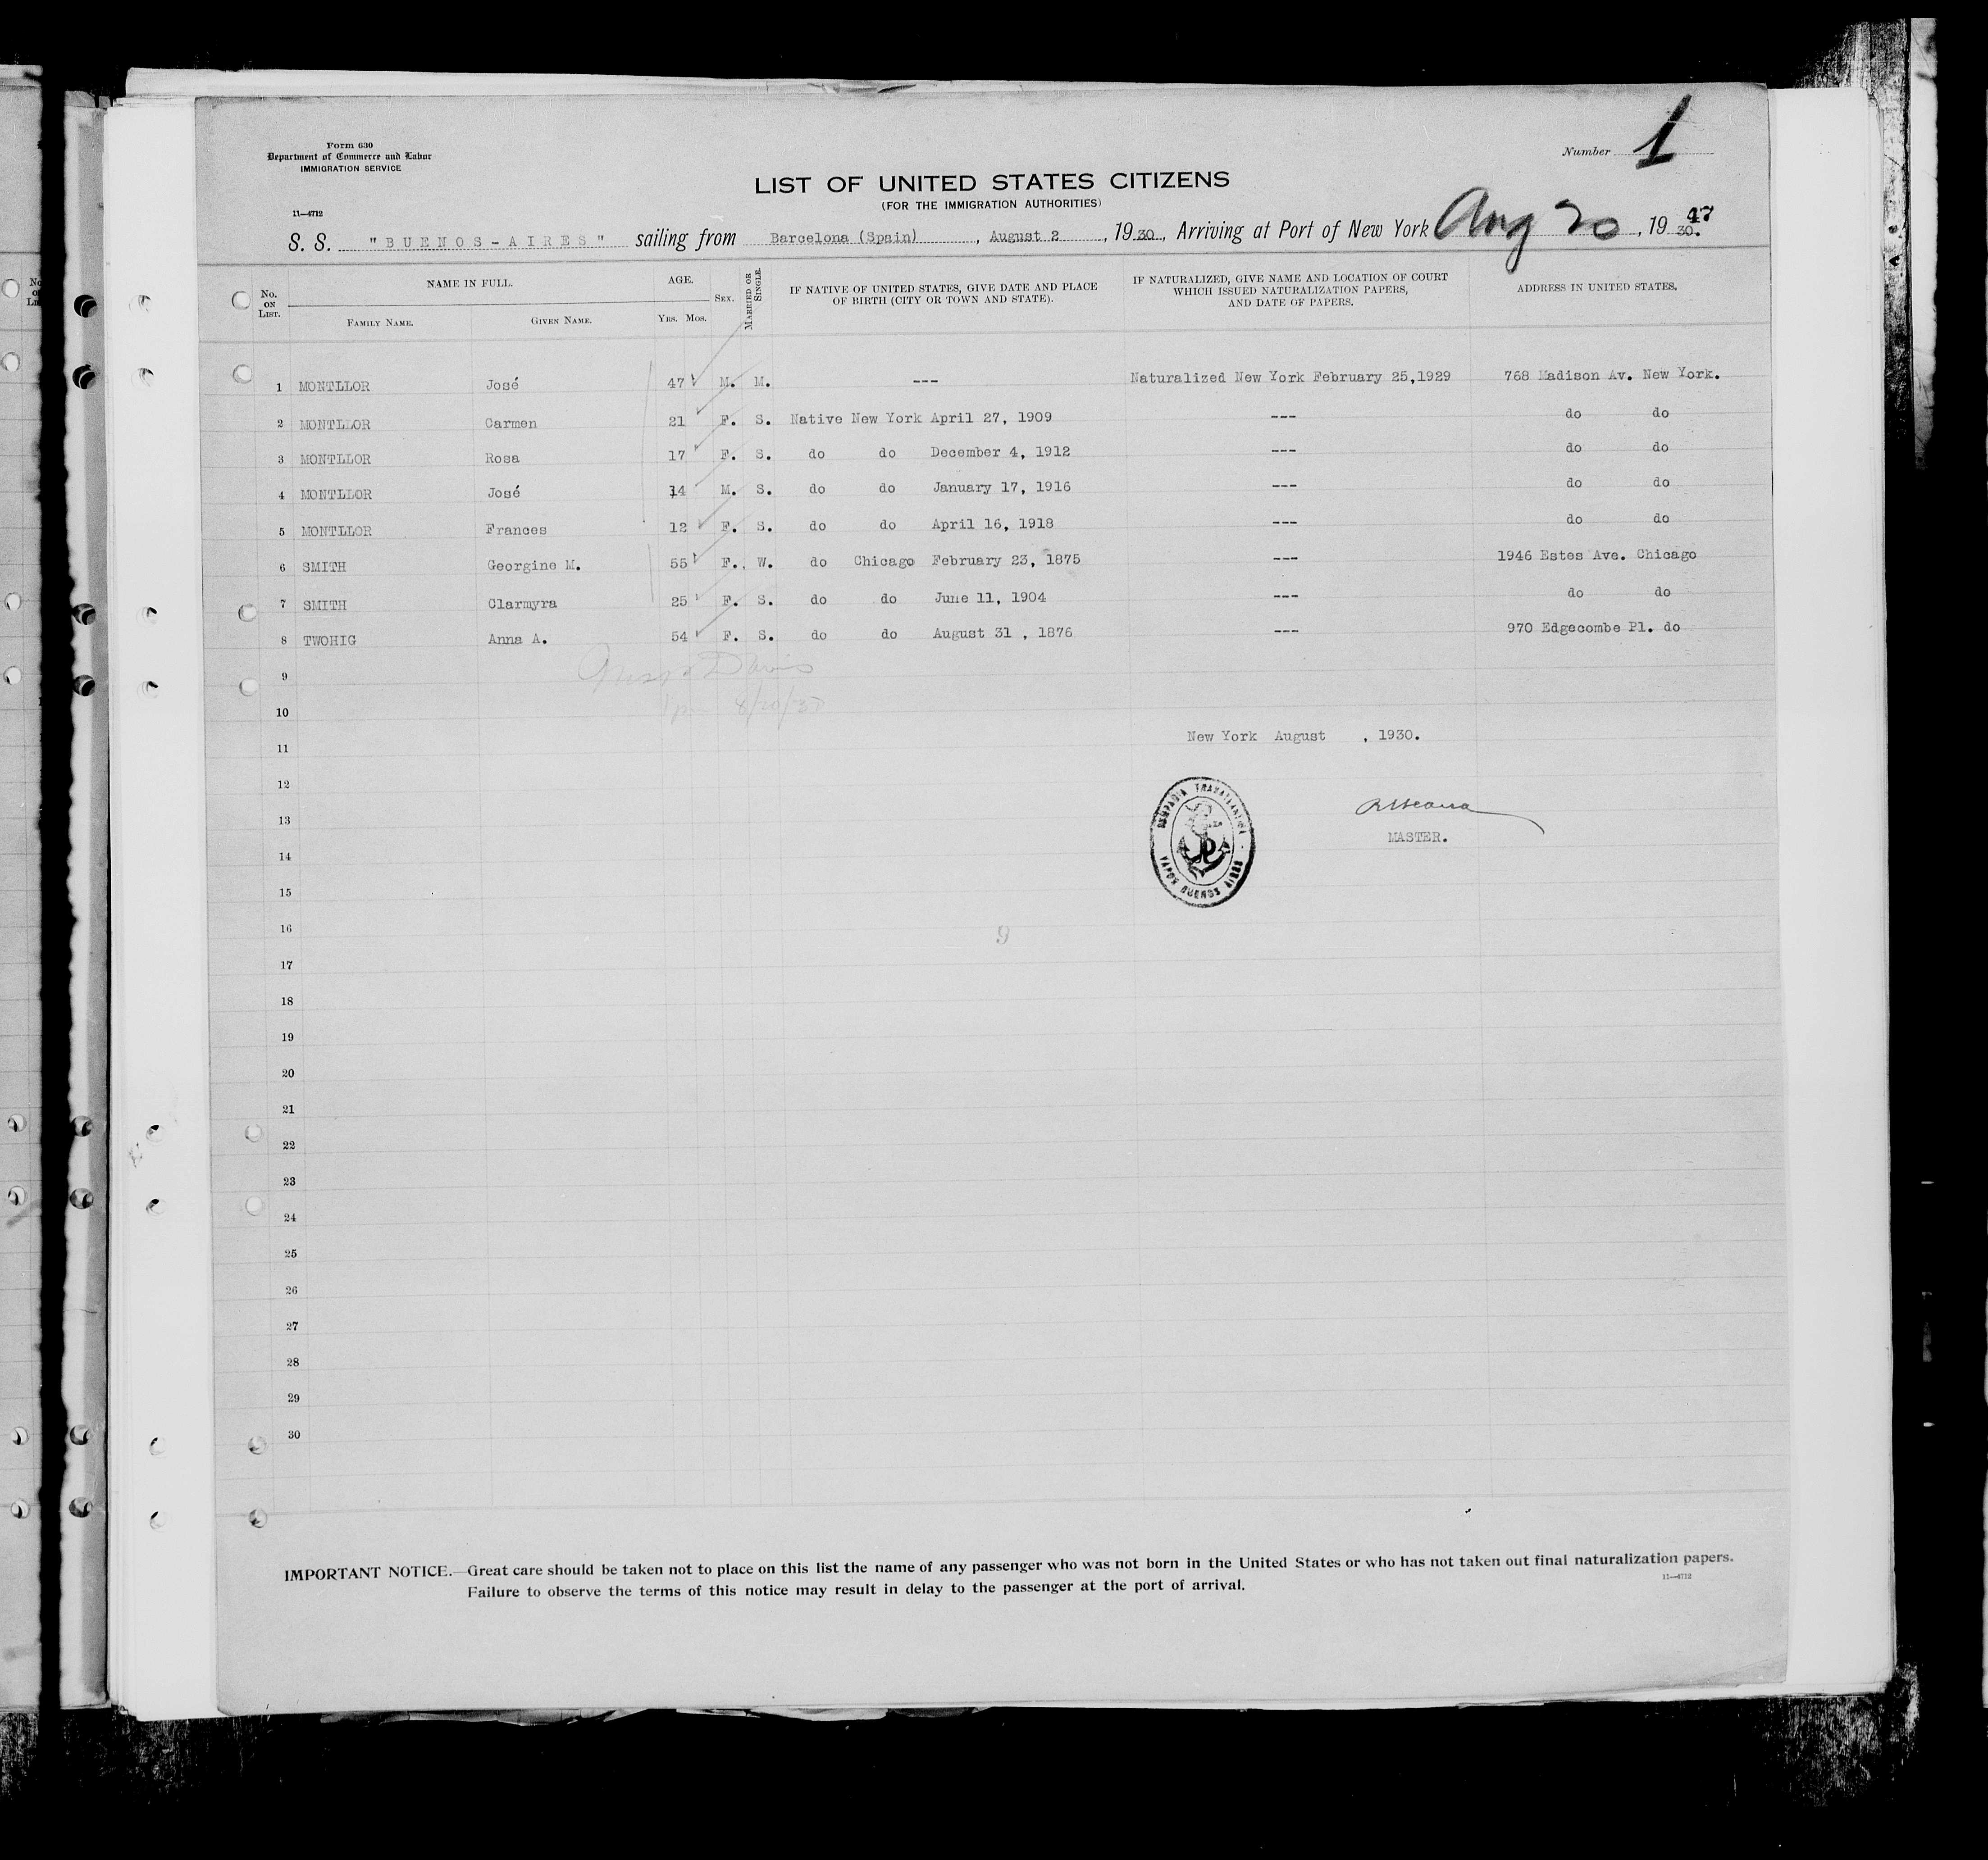 Form 630
Department of Commerce and Labor
IMMIGRATION SERVICE
11—4712
Number 1
LIST OF UNITED STATES CITIZENS
(FOR THE IMMIGRATION AUTHORITIES)
S. S. "BUENOS-AIRES" sailing from Barcelona (Spain), August 2, 1930, Arriving at Port of New York Aug 20, 1930.
47
No. ON LIST. NAME IN FULL. FAMILY NAME. GIVEN NAME. AGE. YRS. MOS. SEX. MARRIED OR SINGLE. IF NATIVE OF UNITED STATES, GIVE DATE AND PLACE OF BIRTH (CITY OR TOWN AND STATE). IF NATURALIZED, GIVE NAME AND LOCATION OF COURT WHICH ISSUED NATURALIZATION PAPERS, AND DATE OF PAPERS. ADDRESS IN UNITED STATES.
1 MONTLLOR José 47 M. M. --- Naturalized New York February 25,1929 768 Madison Av. New York.
2 MONTLLOR Carmen 21 F. S. Native New York April 27, 1909 --- do do
3 MONTLLOR Rosa 17 F. S. do do December 4, 1912 --- do do
4 MONTLLOR José 14 M. S. do do January 17, 1916 --- do do
5 MONTLLOR Frances 12 F. S. do do April 16, 1918 --- do do
6 SMITH Georgine M. 55 F. W. do Chicago February 23, 1875 --- 1946 Estes Ave. Chicago
7 SMITH Clarmyra 25 F. S. do do June 11, 1904 --- do do
8 TWOHIG Anna A. 54 F. S. do do August 31 , 1876 --- 970 Edgecombe Pl. do
Davis
9
8/20/30
10
New York August , 1930.
11
12
13
MASTER.
COMPAÑIA TRASATLANTICA
VAPOR BUENOS AIRES
14
15
16
9
17
18
19
20
21
22
23
24
25
26
27
28
29
30
IMPORTANT NOTICE.—Great care should be taken not to place on this list the name of any passenger who was not born in the United States or who has not taken out final naturalization papers.
Failure to observe the terms of this notice may result in delay to the passenger at the port of arrival.
11—4712